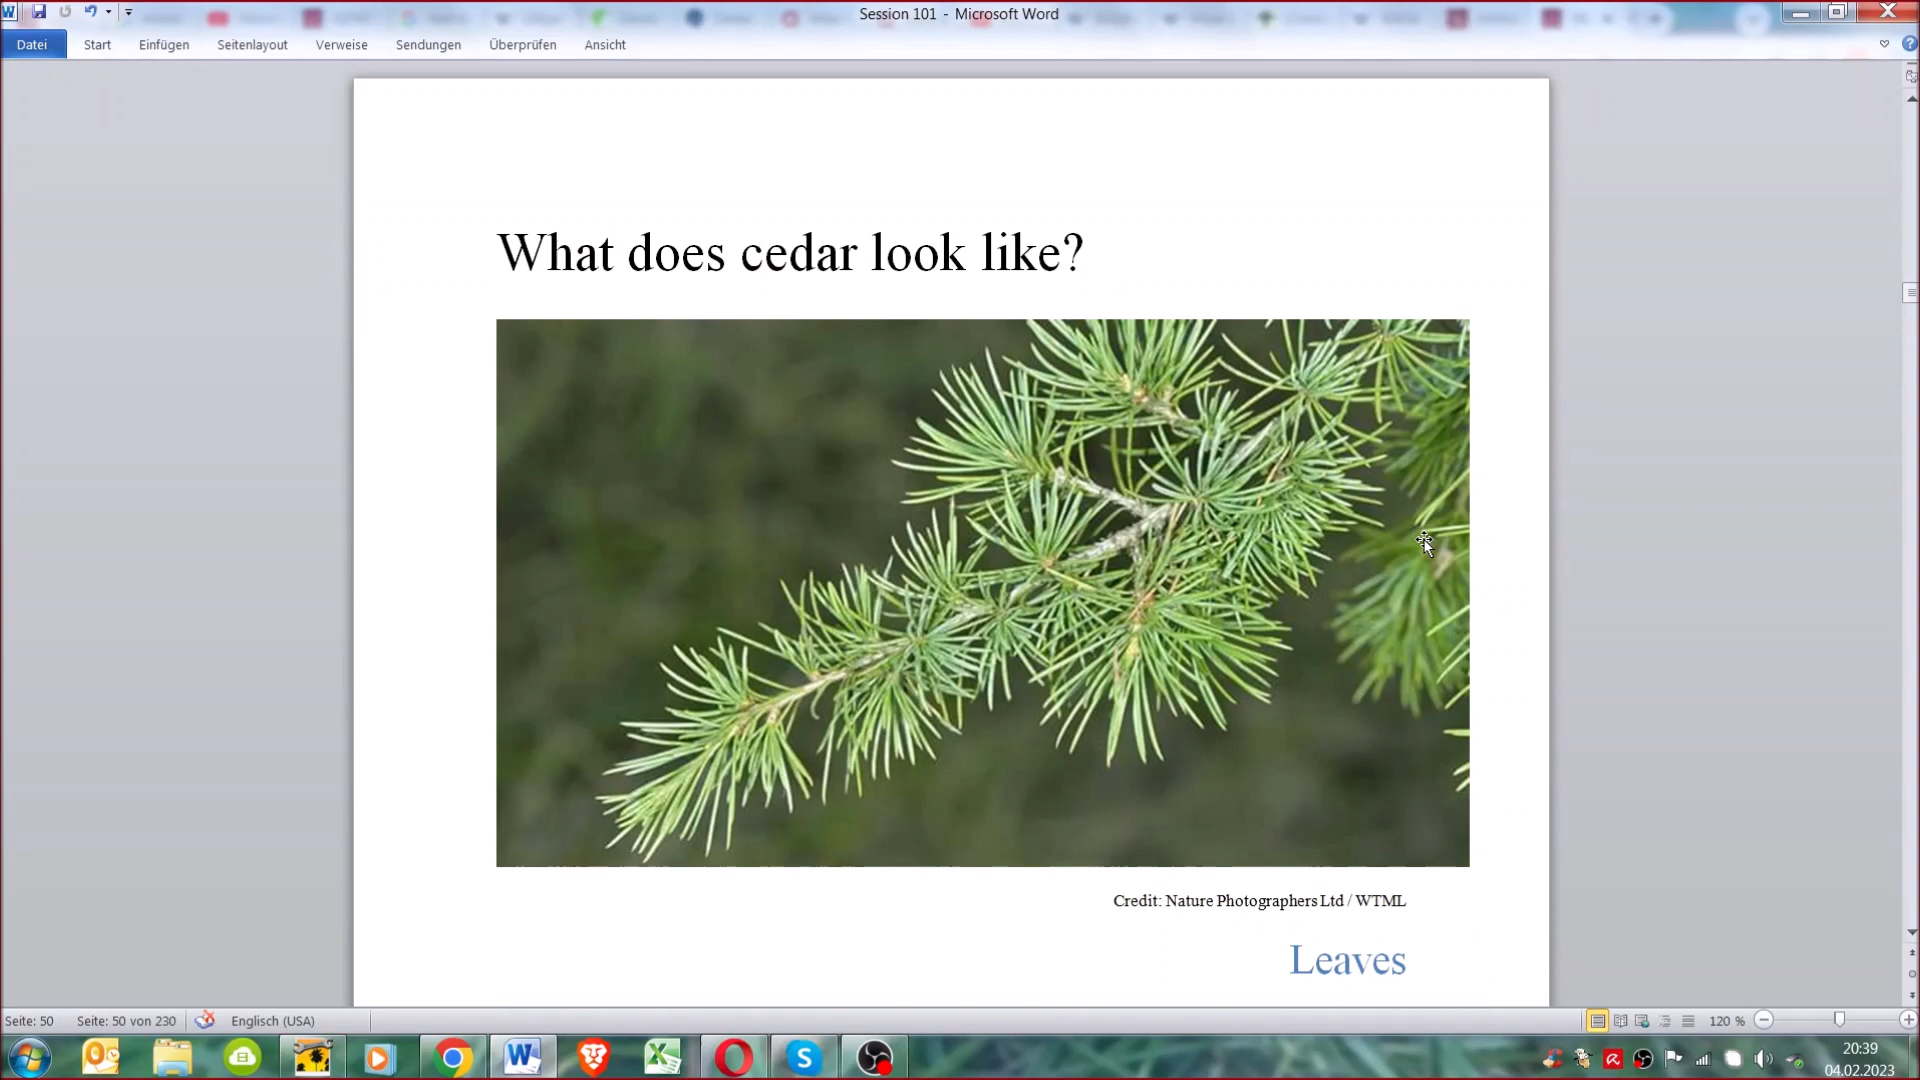 Session 101 - Microsoft Word
Datei Start Einfügen Seitenlayout Verweise Sendungen Überprüfen Ansicht
What does cedar look like?
Credit: Nature Photographers Ltd / WTML
Leaves
Seite: 50 Seite: 50 von 230 Englisch (USA) 120 %
20:39
04.02.2023